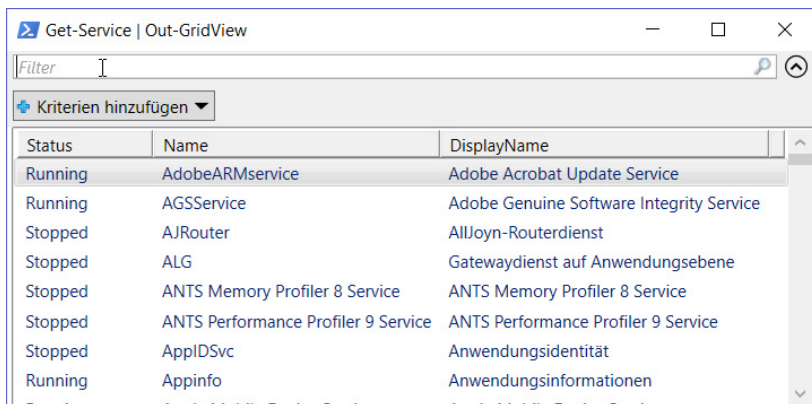 Get-Service | Out-GridView
Filter
Kriterien hinzufügen
Status Name DisplayName
Running AdobeARMservice Adobe Acrobat Update Service
Running AGSService Adobe Genuine Software Integrity Service
Stopped AJRouter AllJoyn-Routerdienst
Stopped ALG Gatewaydienst auf Anwendungsebene
Stopped ANTS Memory Profiler 8 Service ANTS Memory Profiler 8 Service
Stopped ANTS Performance Profiler 9 Service ANTS Performance Profiler 9 Service
Stopped AppIDSvc Anwendungsidentität
Running Appinfo Anwendungsinformationen